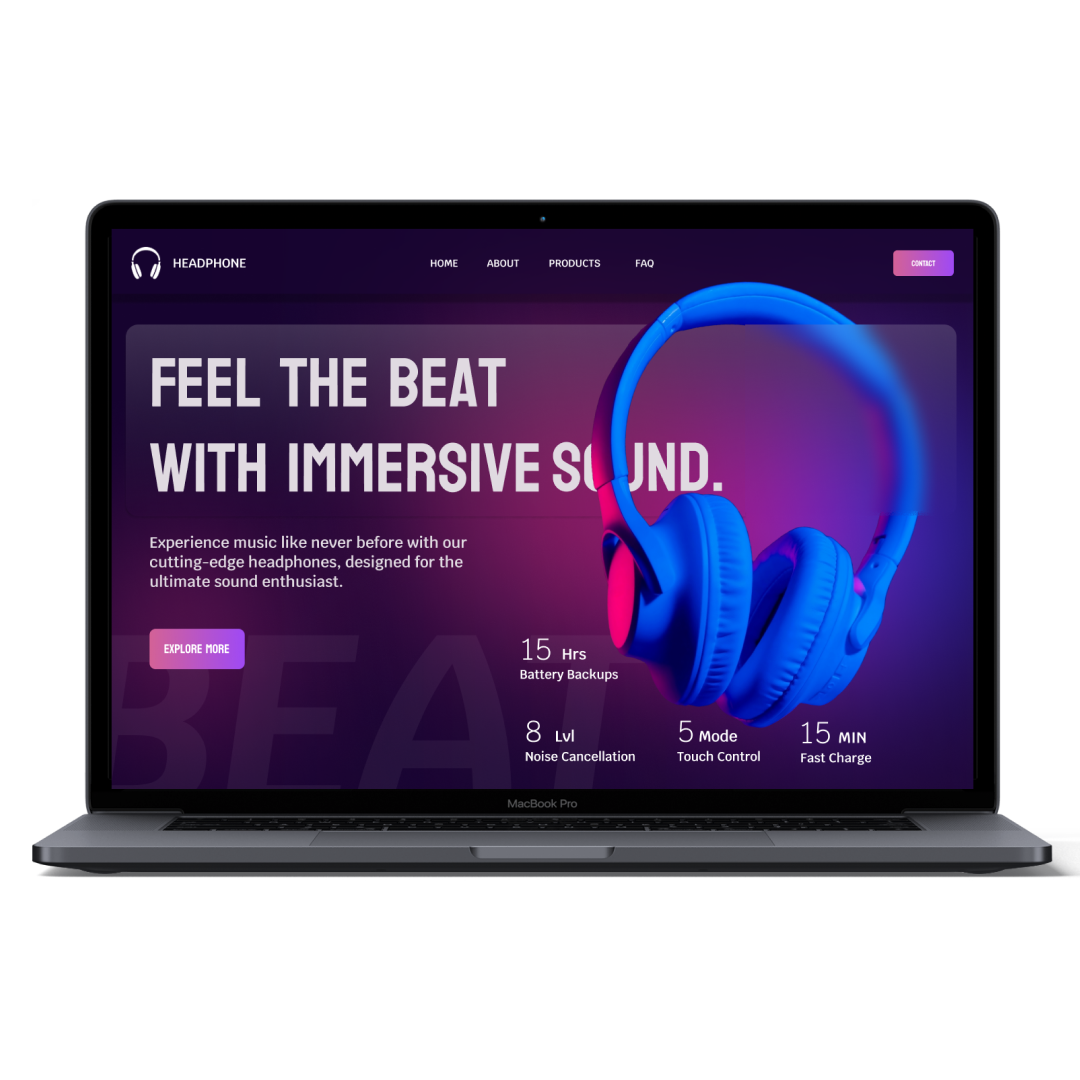 HEADPHONE
HOME ABOUT PRODUCTS FAQ
CONTACT
FEEL THE BEAT
WITH IMMERSIVE SOUND.
Experience music like never before with our
cutting-edge headphones, designed for the
ultimate sound enthusiast.
EXPLORE MORE
BEAT
15 Hrs
Battery Backups
8 Lvl
Noise Cancellation
5 Mode
Touch Control
15 MIN
Fast Charge
MacBook Pro